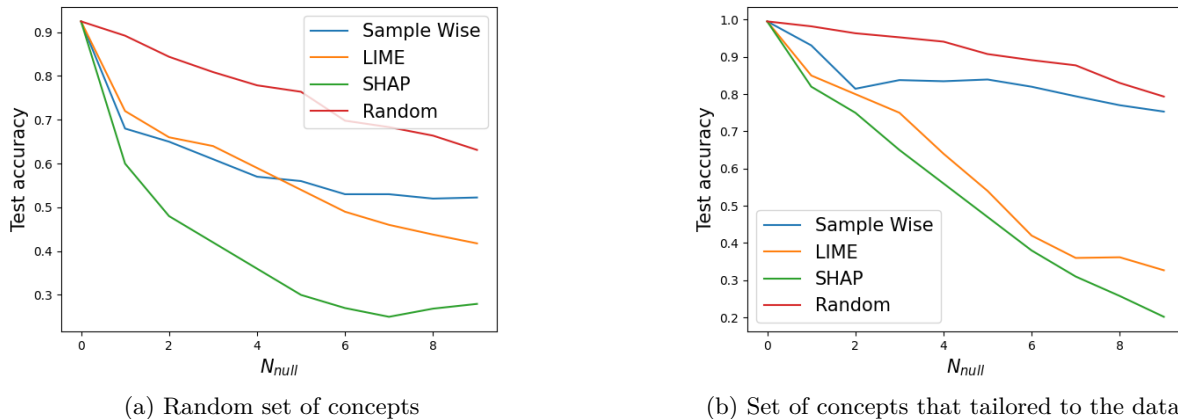 Sample Wise
LIME
SHAP
Random
0.9
0.8
0.7
0.6
0.5
0.4
0.3
Test accuracy
0 2 4 6 8
N_null
(a) Random set of concepts
1.0
0.9
0.8
0.7
0.6
0.5
0.4
0.3
0.2
Test accuracy
Sample Wise
LIME
SHAP
Random
0 2 4 6 8
N_null
(b) Set of concepts that tailored to the data